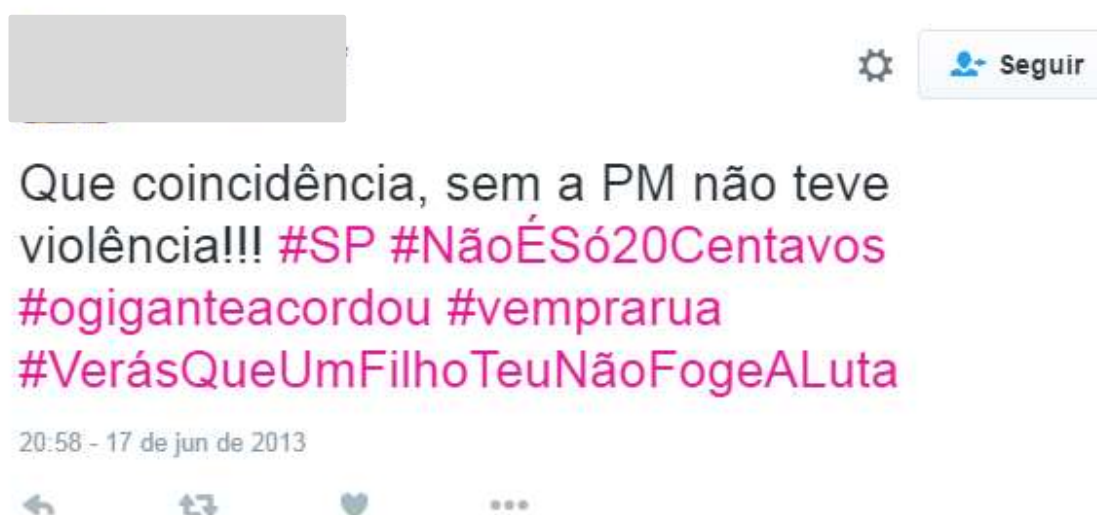 Seguir
Que coincidência, sem a PM não teve
violência!!! #SP #NãoÉSó20Centavos
#ogiganteacordou #vemprarua
#VerásQueUmFilhoTeuNãoFogeALuta
20:58 - 17 de jun de 2013